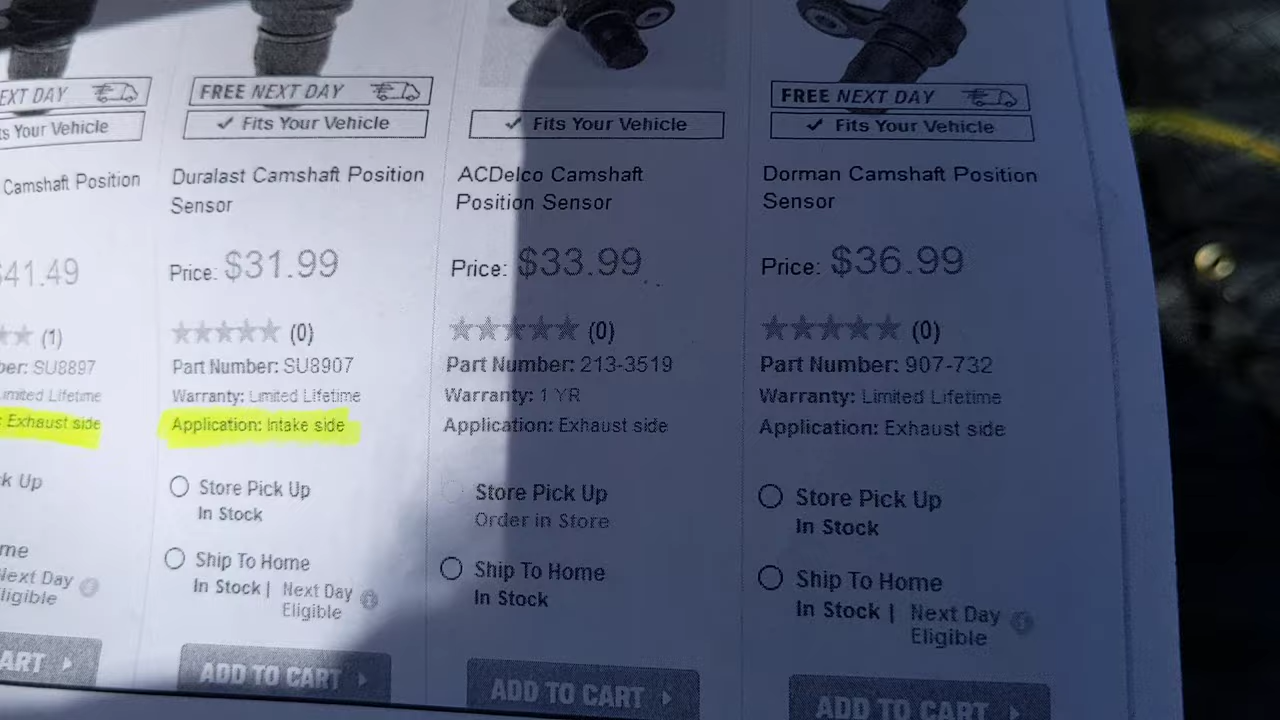 EXT DAY
ts Your Vehicle
Camshaft Position
$41.49
(1)
ber: SU8897
imited Lifetime
: Exhaust side
ck Up
me
Next Day
ligible
ART
FREE NEXT DAY
✓ Fits Your Vehicle
Duralast Camshaft Position
Sensor
Price: $31.99
(0)
Part Number: SU8907
Warranty: Limited Lifetime
Application: Intake side
Store Pick Up
In Stock
Ship To Home
In Stock | Next Day
Eligible
ADD TO CART
✓ Fits Your Vehicle
ACDelco Camshaft
Position Sensor
Price: $33.99
(0)
Part Number: 213-3519
Warranty: 1 YR
Application: Exhaust side
Store Pick Up
Order in Store
Ship To Home
In Stock
ADD TO CART
FREE NEXT DAY
✓ Fits Your Vehicle
Dorman Camshaft Position
Sensor
Price: $36.99
(0)
Part Number: 907-732
Warranty: Limited Lifetime
Application: Exhaust side
Store Pick Up
In Stock
Ship To Home
In Stock | Next Day
Eligible
ADD TO CART